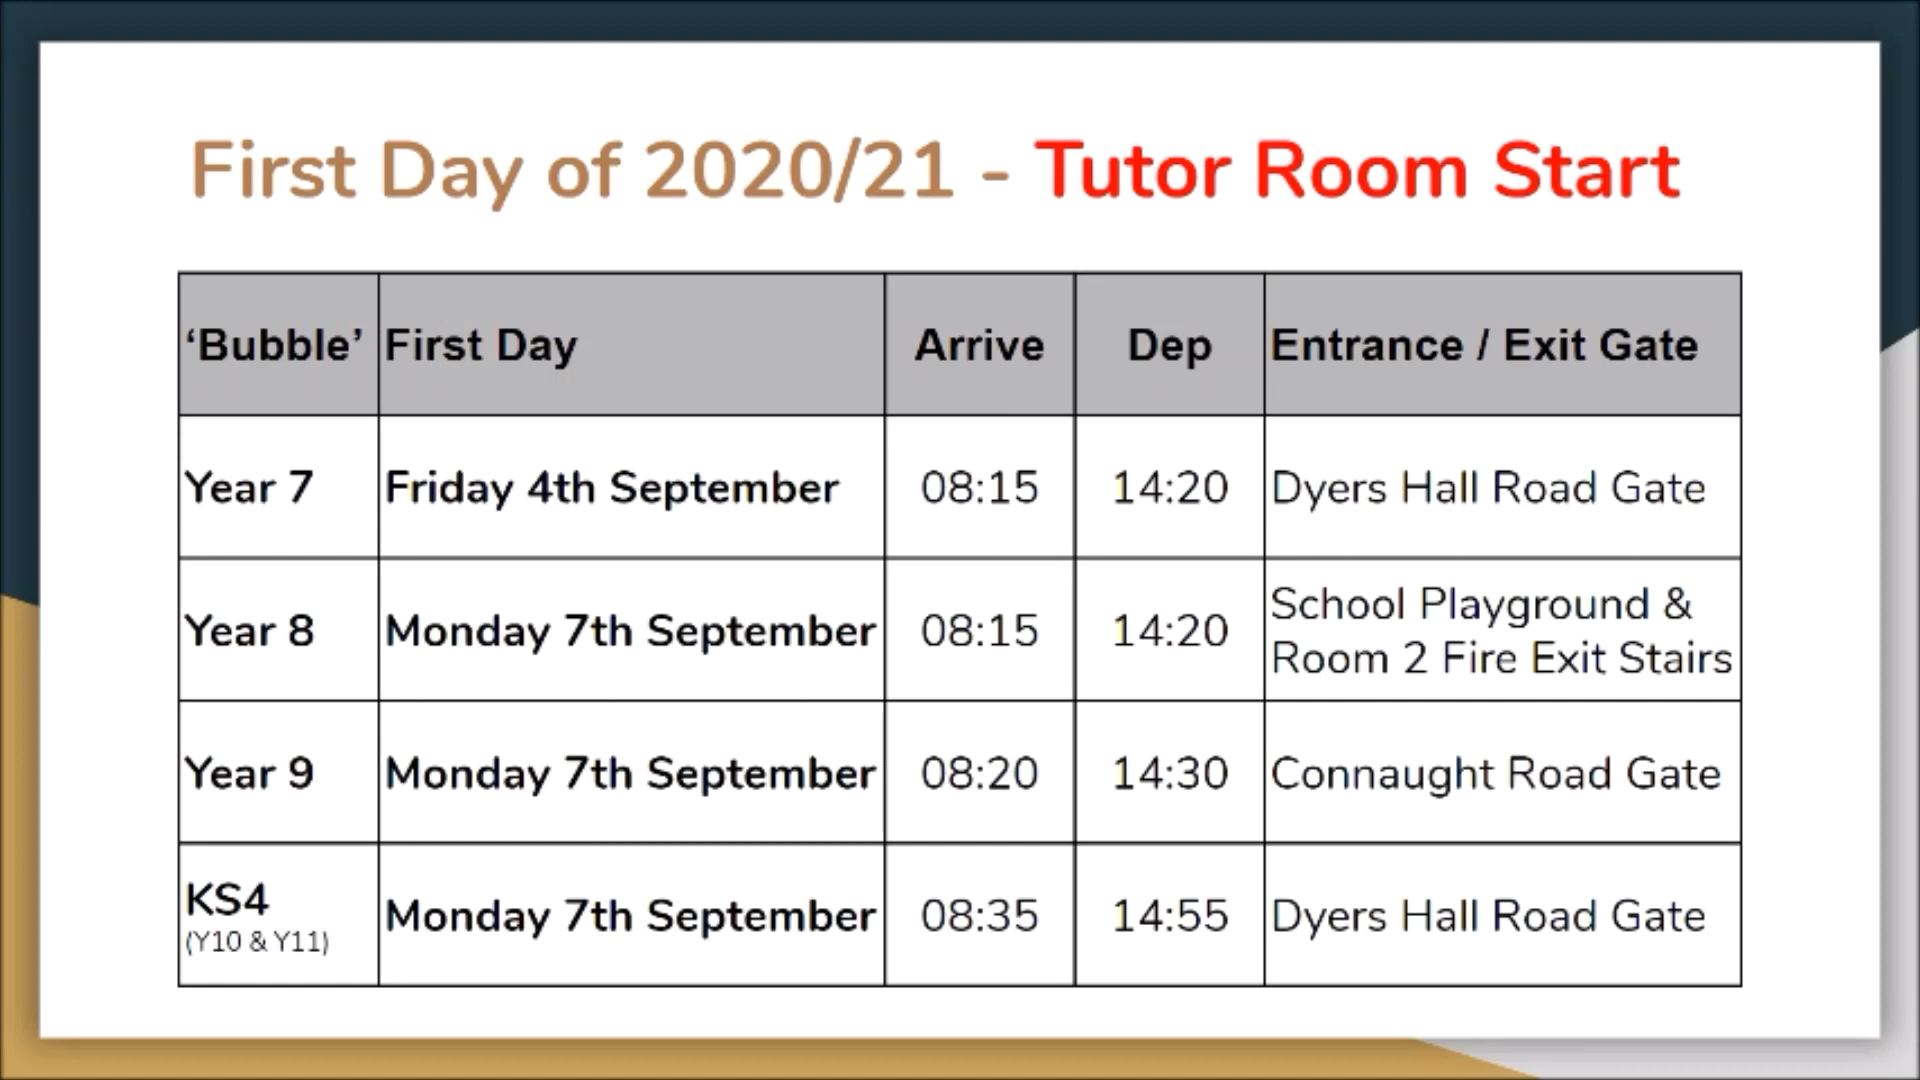 First Day of 2020/21 - Tutor Room Start
‘Bubble’ First Day Arrive Dep Entrance / Exit Gate
Year 7 Friday 4th September 08:15 14:20 Dyers Hall Road Gate
Year 8 Monday 7th September 08:15 14:20 School Playground &
Room 2 Fire Exit Stairs
Year 9 Monday 7th September 08:20 14:30 Connaught Road Gate
KS4 Monday 7th September 08:35 14:55 Dyers Hall Road Gate
(Y10 & Y11)